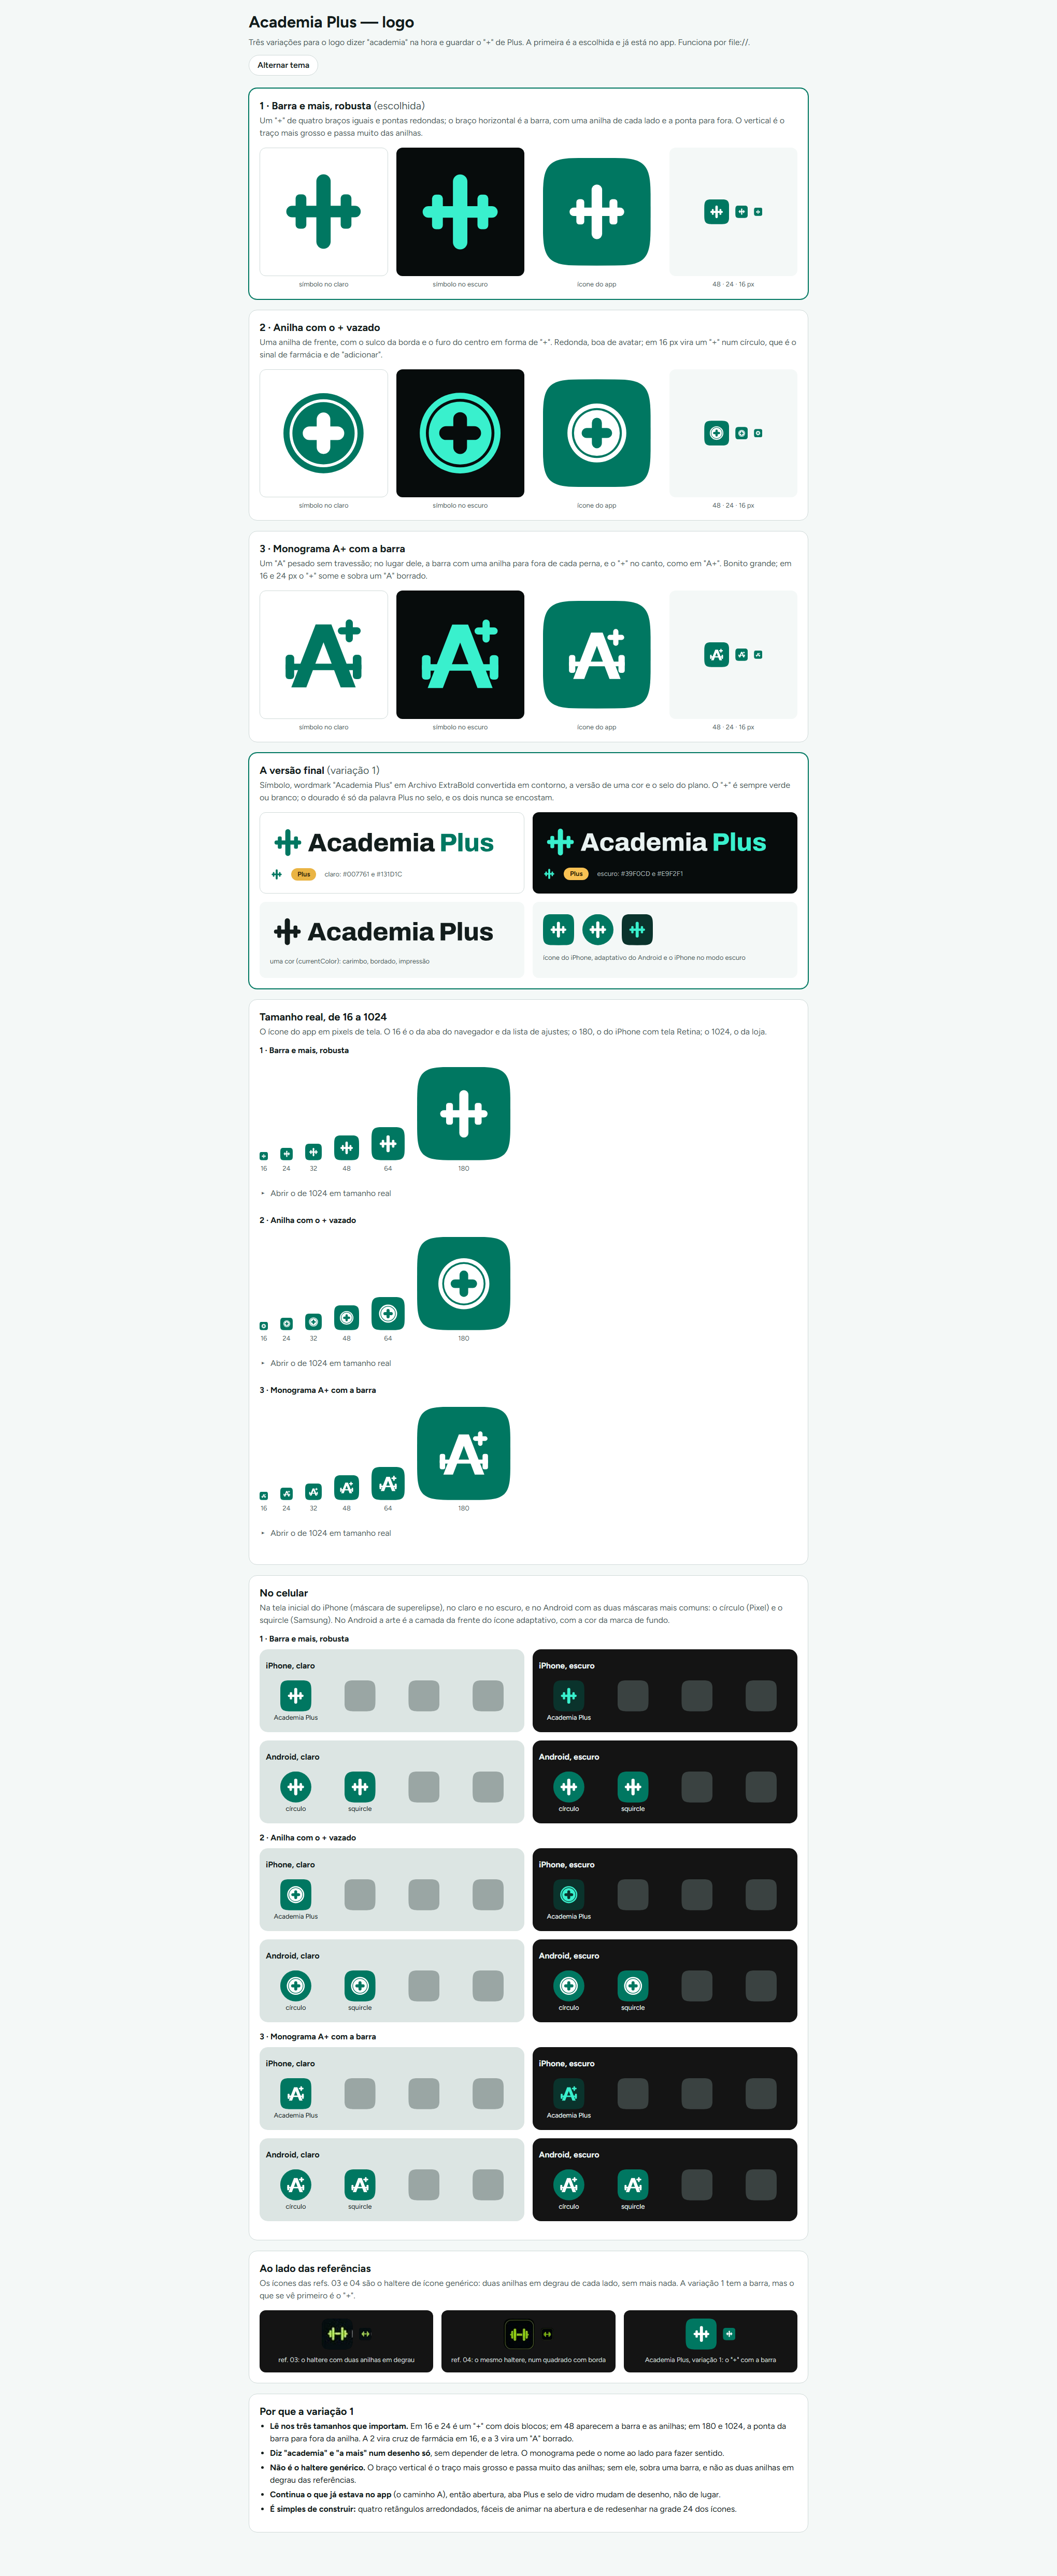 Academia Plus — logo
Três variações para o logo dizer "academia" na hora e guardar o "+" de Plus. A primeira é a escolhida e já está no app. Funciona por file://.
Alternar tema
1 · Barra e mais, robusta (escolhida)
Um "+" de quatro braços iguais e pontas redondas; o braço horizontal é a barra, com uma anilha de cada lado e a ponta para fora. O vertical é o
traço mais grosso e passa muito das anilhas.
símbolo no claro
símbolo no escuro
ícone do app
48 · 24 · 16 px
2 · Anilha com o + vazado
Uma anilha de frente, com o sulco da borda e o furo do centro em forma de "+". Redonda, boa de avatar; em 16 px vira um "+" num círculo, que é o
sinal de farmácia e de "adicionar".
símbolo no claro
símbolo no escuro
ícone do app
48 · 24 · 16 px
3 · Monograma A+ com a barra
Um "A" pesado sem travessão; no lugar dele, a barra com uma anilha para fora de cada perna, e o "+" no canto, como em "A+". Bonito grande; em
16 e 24 px o "+" some e sobra um "A" borrado.
símbolo no claro
símbolo no escuro
ícone do app
48 · 24 · 16 px
A versão final (variação 1)
Símbolo, wordmark "Academia Plus" em Archivo ExtraBold convertida em contorno, a versão de uma cor e o selo do plano. O "+" é sempre verde
ou branco; o dourado é só da palavra Plus no selo, e os dois nunca se encostam.
Academia Plus
Plus claro: #007761 e #131D1C
Academia Plus
Plus escuro: #39F0CD e #E9F2F1
Academia Plus
uma cor (currentColor): carimbo, bordado, impressão
ícone do iPhone, adaptativo do Android e o iPhone no modo escuro
Tamanho real, de 16 a 1024
O ícone do app em pixels de tela. O 16 é o da aba do navegador e da lista de ajustes; o 180, o do iPhone com tela Retina; o 1024, o da loja.
1 · Barra e mais, robusta
16 24 32 48 64 180
Abrir o de 1024 em tamanho real
2 · Anilha com o + vazado
16 24 32 48 64 180
Abrir o de 1024 em tamanho real
3 · Monograma A+ com a barra
16 24 32 48 64 180
Abrir o de 1024 em tamanho real
No celular
Na tela inicial do iPhone (máscara de superelipse), no claro e no escuro, e no Android com as duas máscaras mais comuns: o círculo (Pixel) e o
squircle (Samsung). No Android a arte é a camada da frente do ícone adaptativo, com a cor da marca de fundo.
1 · Barra e mais, robusta
iPhone, claro
Academia Plus
iPhone, escuro
Academia Plus
Android, claro
círculo squircle
Android, escuro
círculo squircle
2 · Anilha com o + vazado
iPhone, claro
Academia Plus
iPhone, escuro
Academia Plus
Android, claro
círculo squircle
Android, escuro
círculo squircle
3 · Monograma A+ com a barra
iPhone, claro
Academia Plus
iPhone, escuro
Academia Plus
Android, claro
círculo squircle
Android, escuro
círculo squircle
Ao lado das referências
Os ícones das refs. 03 e 04 são o haltere de ícone genérico: duas anilhas em degrau de cada lado, sem mais nada. A variação 1 tem a barra, mas o
que se vê primeiro é o "+".
ref. 03: o haltere com duas anilhas em degrau
ref. 04: o mesmo haltere, num quadrado com borda
Academia Plus, variação 1: o "+" com a barra
Por que a variação 1
• Lê nos três tamanhos que importam. Em 16 e 24 é um "+" com dois blocos; em 48 aparecem a barra e as anilhas; em 180 e 1024, a ponta da
barra para fora da anilha. A 2 vira cruz de farmácia em 16, e a 3 vira um "A" borrado.
• Diz "academia" e "a mais" num desenho só, sem depender de letra. O monograma pede o nome ao lado para fazer sentido.
• Não é o haltere genérico. O braço vertical é o traço mais grosso e passa muito das anilhas; sem ele, sobra uma barra, e não as duas anilhas em
degrau das referências.
• Continua o que já estava no app (o caminho A), então abertura, aba Plus e selo de vidro mudam de desenho, não de lugar.
• É simples de construir: quatro retângulos arredondados, fáceis de animar na abertura e de redesenhar na grade 24 dos ícones.